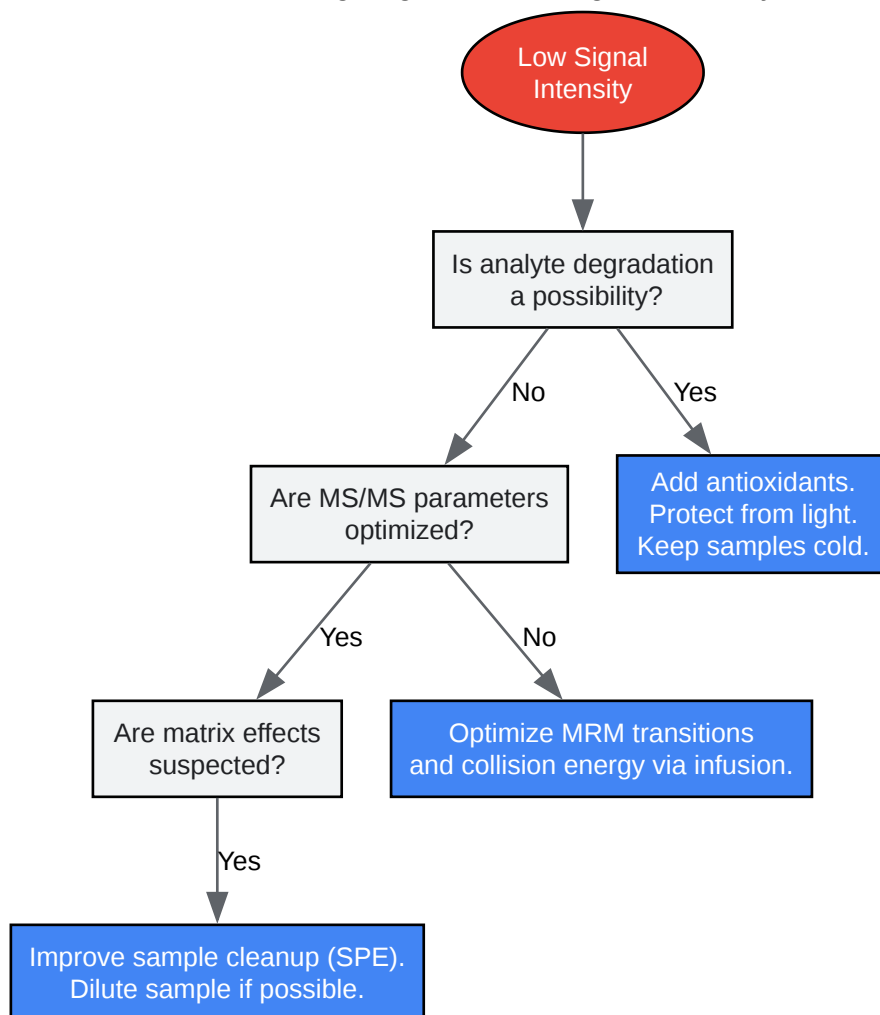 Low Signal
Intensity
Is analyte degradation
a possibility?
No
Yes
Are MS/MS parameters
optimized?
Add antioxidants.
Protect from light.
Keep samples cold.
Yes
No
Are matrix effects
suspected?
Optimize MRM transitions
and collision energy via infusion.
Yes
Improve sample cleanup (SPE).
Dilute sample if possible.